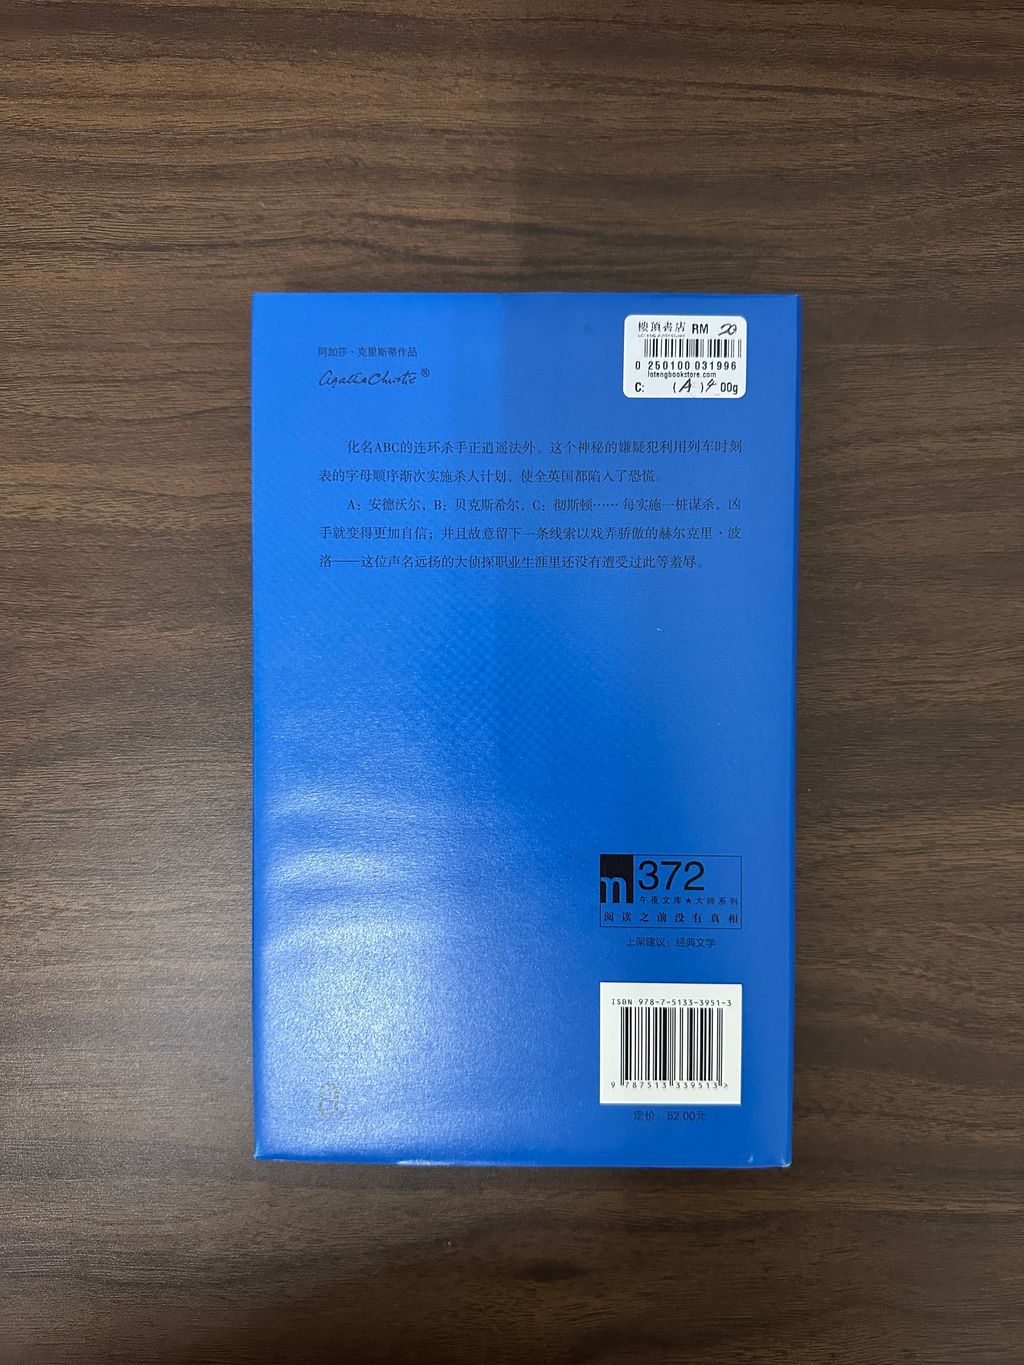 阿加莎·克里斯蒂作品
Agatha Christie®
樓頂書店 RM 20
0 250100 031996
lotengbookstore.com
C: (A) 4 00g
化名ABC的连环杀手正逍遥法外。这个神秘的嫌疑犯利用列车时刻
表的字母顺序渐次实施杀人计划，使全英国都陷入了恐慌。
A：安德沃尔，B：贝克斯希尔，C：彻斯顿…… 每实施一桩谋杀，凶
手就变得更加自信；并且故意留下一条线索以戏弄骄傲的赫尔克里·波
洛——这位声名远扬的大侦探职业生涯里还没有遭受过此等羞辱。
m 372
午夜文库★大师系列
阅读之前没有真相
上架建议：经典文学
ISBN 978-7-5133-3951-3
9 787513 339513 >
定价：52.00元
a